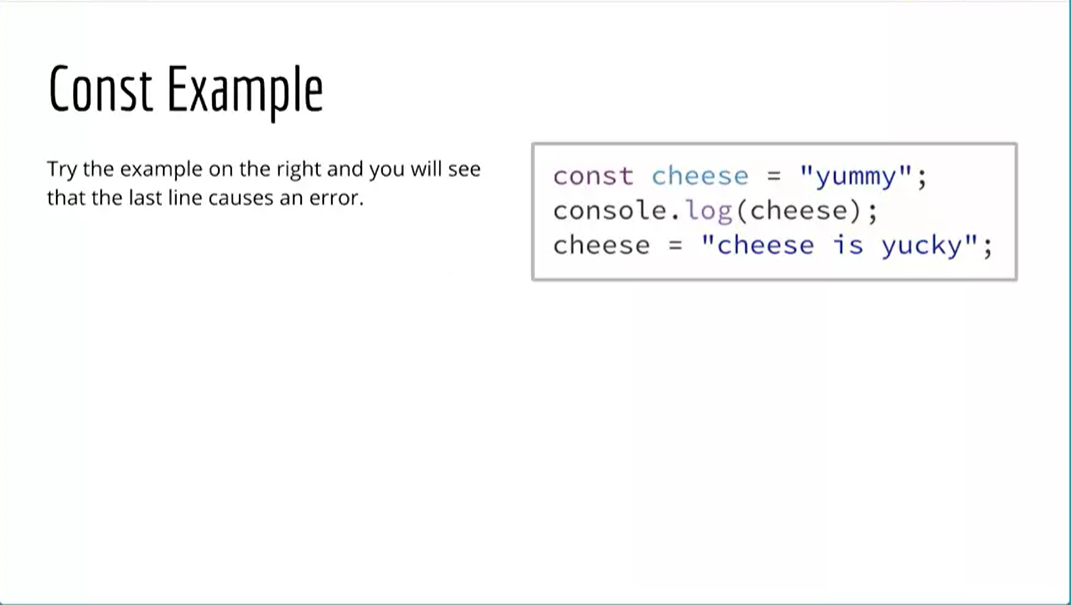 Const Example
Try the example on the right and you will see
that the last line causes an error.
const cheese = "yummy";
console.log(cheese);
cheese = "cheese is yucky";